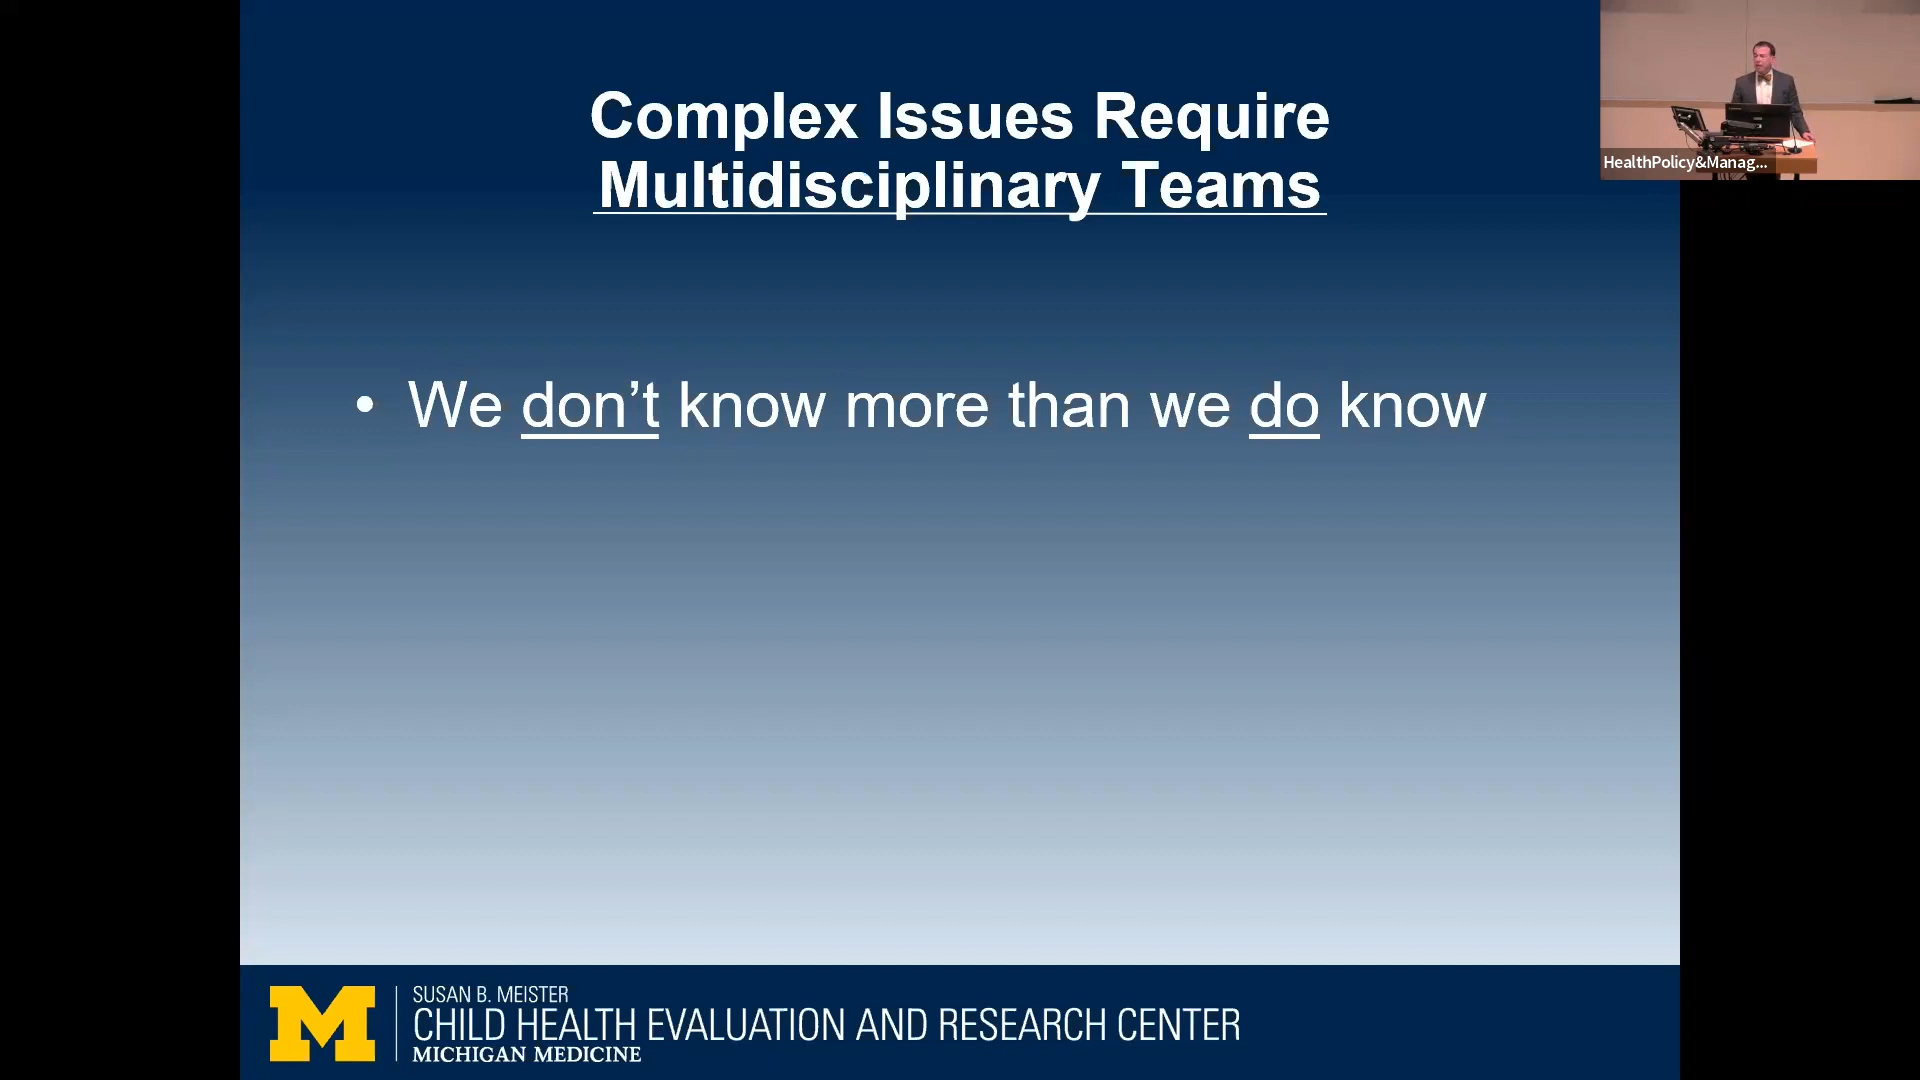 Complex Issues Require
Multidisciplinary Teams
HealthPolicy&Manag...
• We don’t know more than we do know
M
SUSAN B. MEISTER
CHILD HEALTH EVALUATION AND RESEARCH CENTER
MICHIGAN MEDICINE